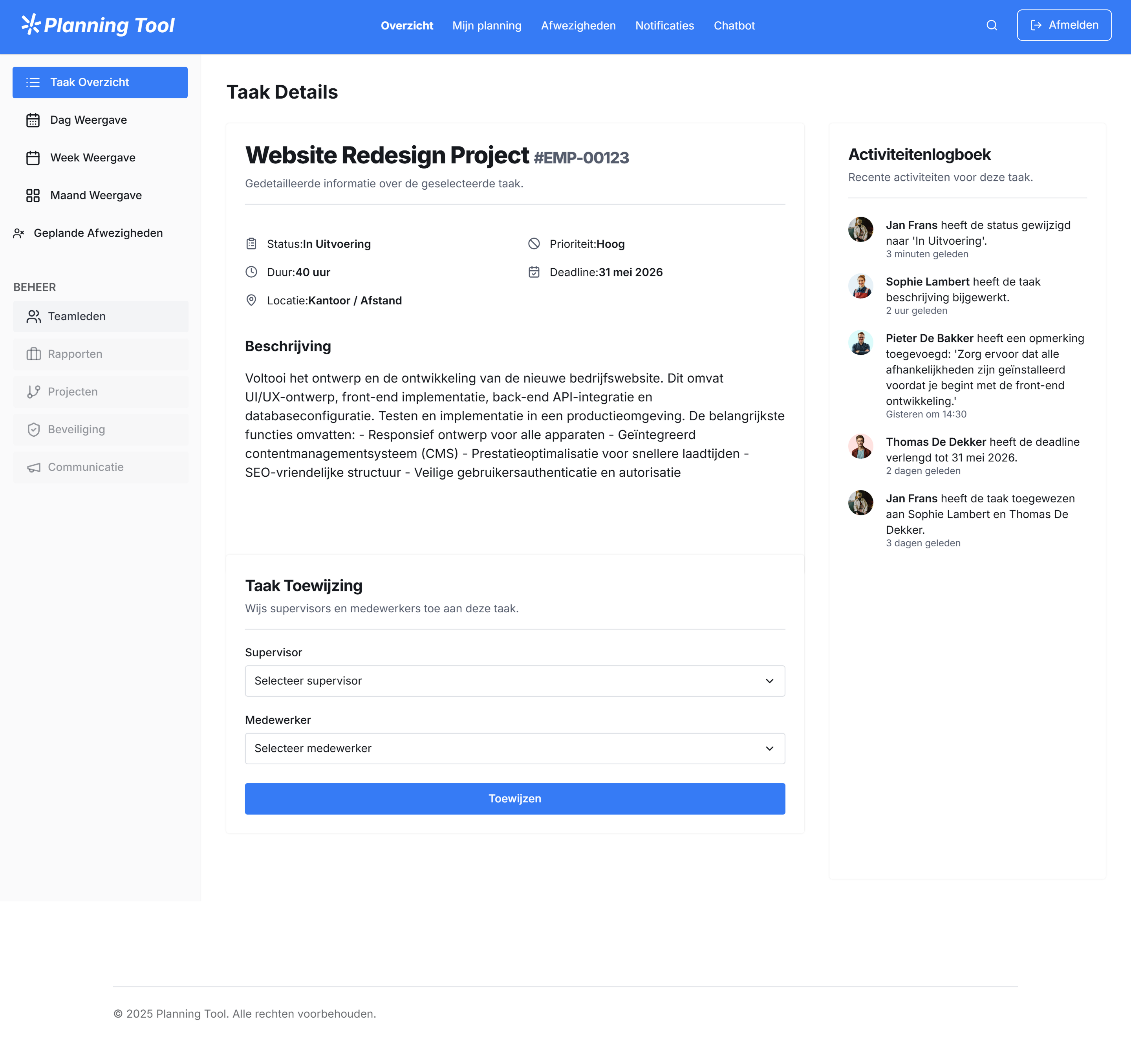 Planning Tool
Overzicht
Mijn planning
Afwezigheden
Notificaties
Chatbot
Afmelden
Taak Overzicht
Dag Weergave
Week Weergave
Maand Weergave
Geplande Afwezigheden
BEHEER
Teamleden
Rapporten
Projecten
Beveiliging
Communicatie
Taak Details
Website Redesign Project #EMP-00123
Gedetailleerde informatie over de geselecteerde taak.
Status:In Uitvoering
Prioriteit:Hoog
Duur:40 uur
Deadline:31 mei 2026
Locatie:Kantoor / Afstand
Beschrijving
Voltooi het ontwerp en de ontwikkeling van de nieuwe bedrijfswebsite. Dit omvat
UI/UX-ontwerp, front-end implementatie, back-end API-integratie en
databaseconfiguratie. Testen en implementatie in een productieomgeving. De belangrijkste
functies omvatten: - Responsief ontwerp voor alle apparaten - Geïntegreerd
contentmanagementsysteem (CMS) - Prestatieoptimalisatie voor snellere laadtijden -
SEO-vriendelijke structuur - Veilige gebruikersauthenticatie en autorisatie
Taak Toewijzing
Wijs supervisors en medewerkers toe aan deze taak.
Supervisor
Selecteer supervisor
Medewerker
Selecteer medewerker
Toewijzen
Activiteitenlogboek
Recente activiteiten voor deze taak.
Jan Frans heeft de status gewijzigd
naar 'In Uitvoering'.
3 minuten geleden
Sophie Lambert heeft de taak
beschrijving bijgewerkt.
2 uur geleden
Pieter De Bakker heeft een opmerking
toegevoegd: 'Zorg ervoor dat alle
afhankelijkheden zijn geïnstalleerd
voordat je begint met de front-end
ontwikkeling.'
Gisteren om 14:30
Thomas De Dekker heeft de deadline
verlengd tot 31 mei 2026.
2 dagen geleden
Jan Frans heeft de taak toegewezen
aan Sophie Lambert en Thomas De
Dekker.
3 dagen geleden
© 2025 Planning Tool. Alle rechten voorbehouden.